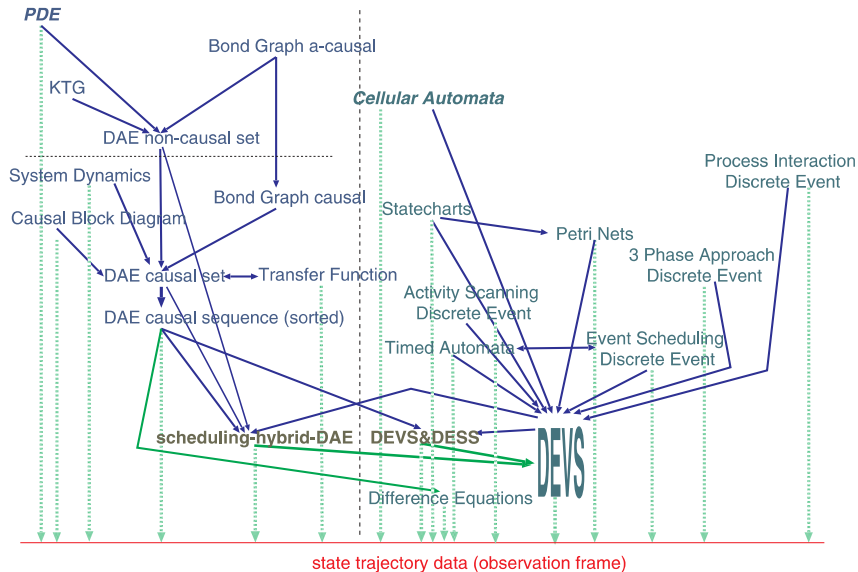 PDE
Bond Graph a-causal
KTG
Cellular Automata
DAE non-causal set
Process Interaction
Discrete Event
System Dynamics
Bond Graph causal
Causal Block Diagram
Statecharts
Petri Nets
3 Phase Approach
Discrete Event
DAE causal set
Transfer Function
Activity Scanning
Discrete Event
DAE causal sequence (sorted)
Timed Automata
Event Scheduling
Discrete Event
scheduling-hybrid-DAE
DEVS&DESS
DEVS
Difference Equations
state trajectory data (observation frame)